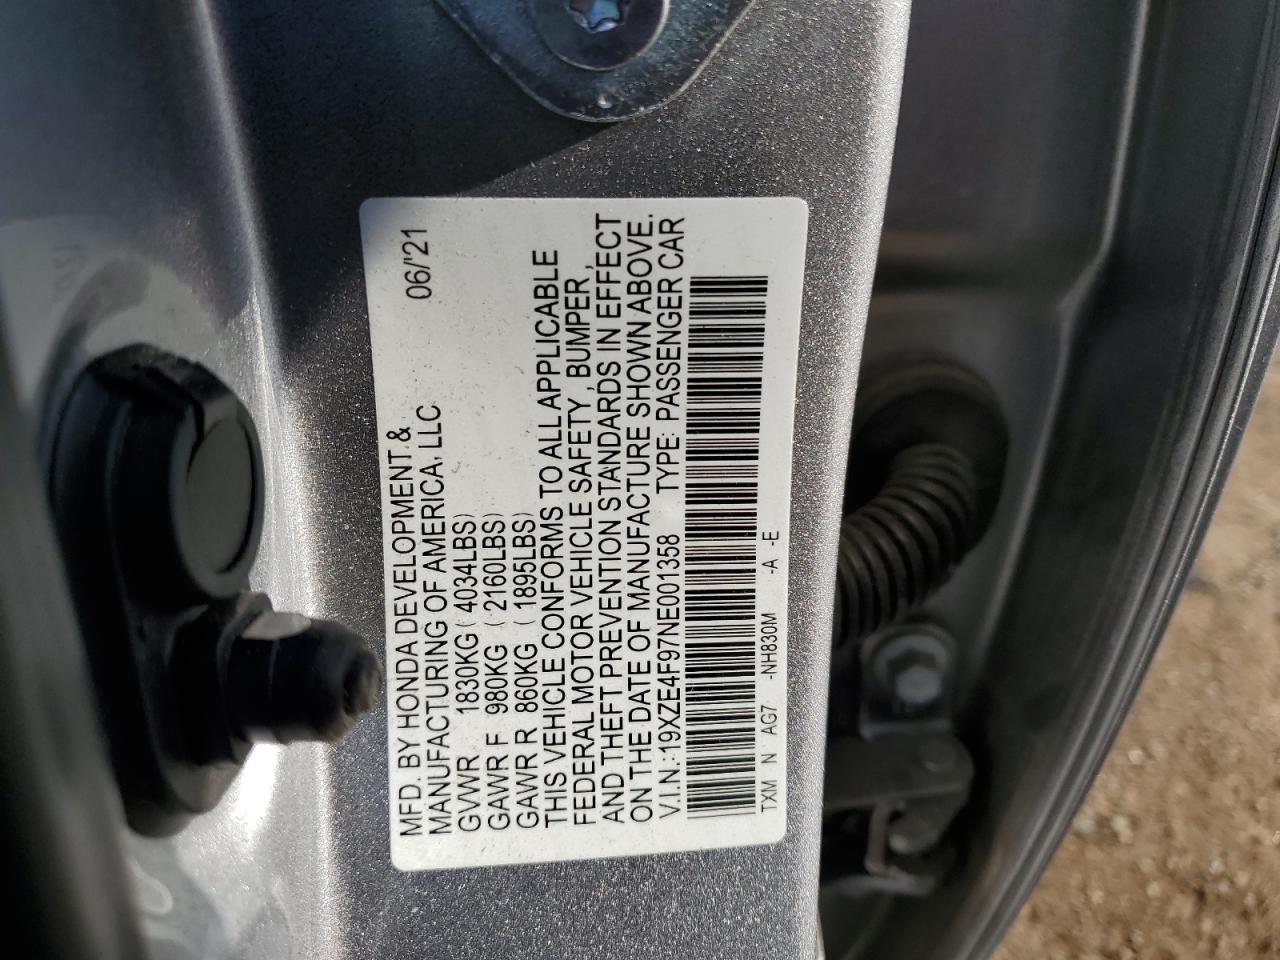 MFD. BY HONDA DEVELOPMENT &
MANUFACTURING OF AMERICA, LLC 06/'21
GVWR 1830KG (4034LBS)
GAWR F 980KG (2160LBS)
GAWR R 860KG (1895LBS)
THIS VEHICLE CONFORMS TO ALL APPLICABLE
FEDERAL MOTOR VEHICLE SAFETY, BUMPER,
AND THEFT PREVENTION STANDARDS IN EFFECT
ON THE DATE OF MANUFACTURE SHOWN ABOVE.
V.I.N.:19XZE4F97NE001358 TYPE: PASSENGER CAR
TXM N AG7 -NH830M -A -E